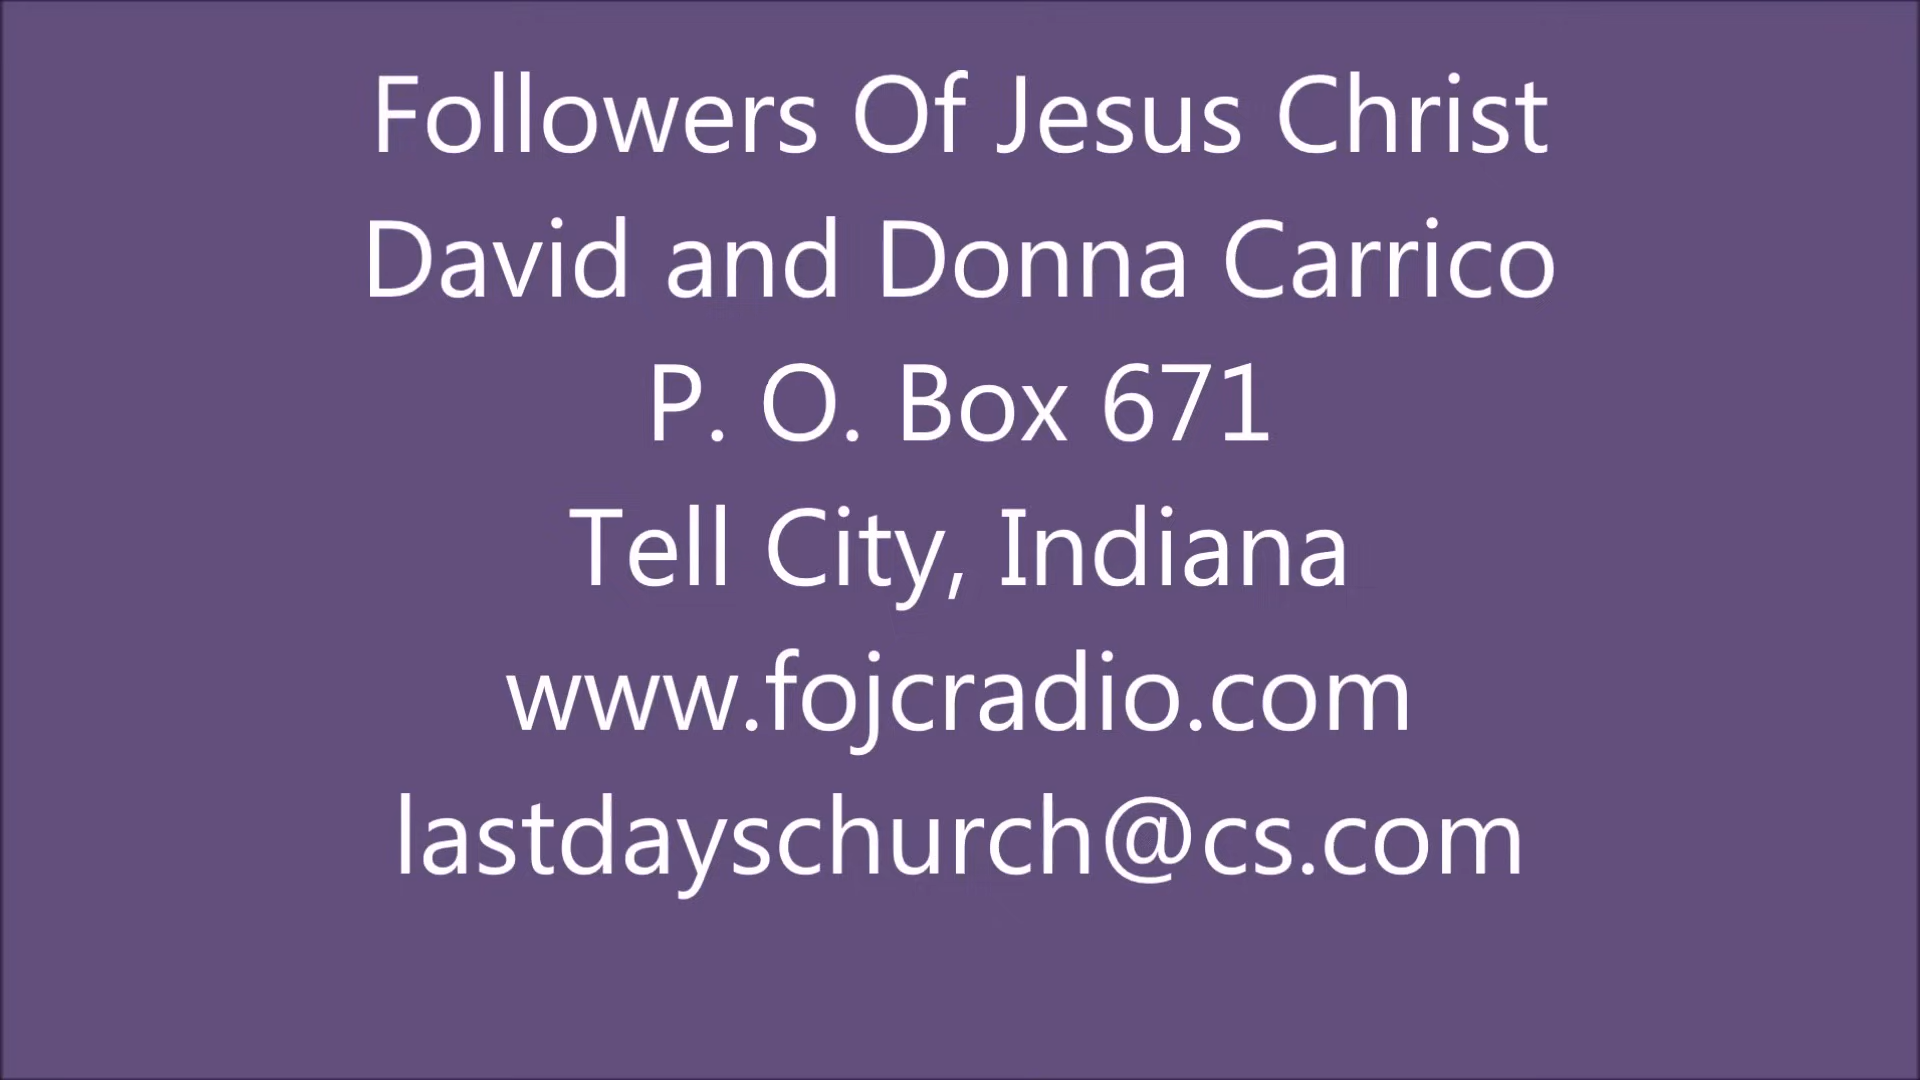 Followers Of Jesus Christ
David and Donna Carrico
P. O. Box 671
Tell City, Indiana
www.fojcradio.com
lastdayschurch@cs.com